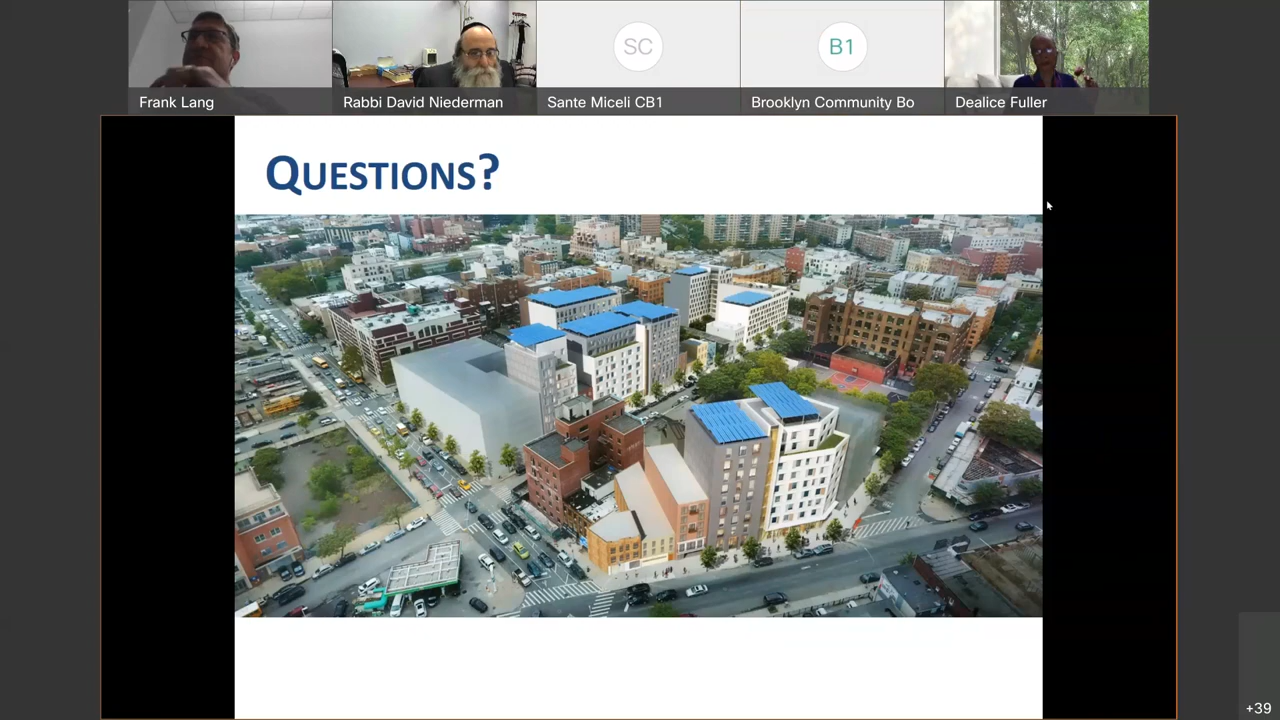 Frank Lang
Rabbi David Niederman
SC
Sante Miceli CB1
B1
Brooklyn Community Bo
Dealice Fuller
QUESTIONS?
+39